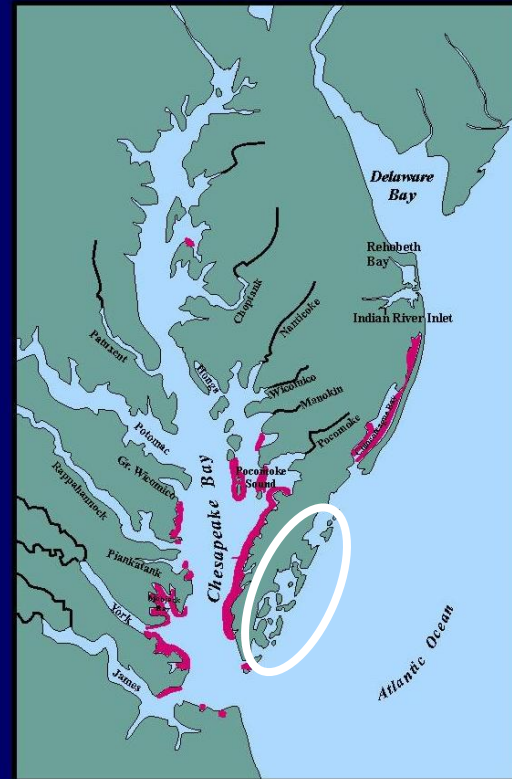 Delaware
Bay
Rehobeth
Bay
Indian River Inlet
Choptank
Nanticoke
Patuxent
Honga
Wicomico
Manokin
Potomac
Pocomoke
Gr. Wicomico
Pocomoke
Sound
Rappahannock
Chesapeake Bay
Piankatank
York
James
Atlantic Ocean